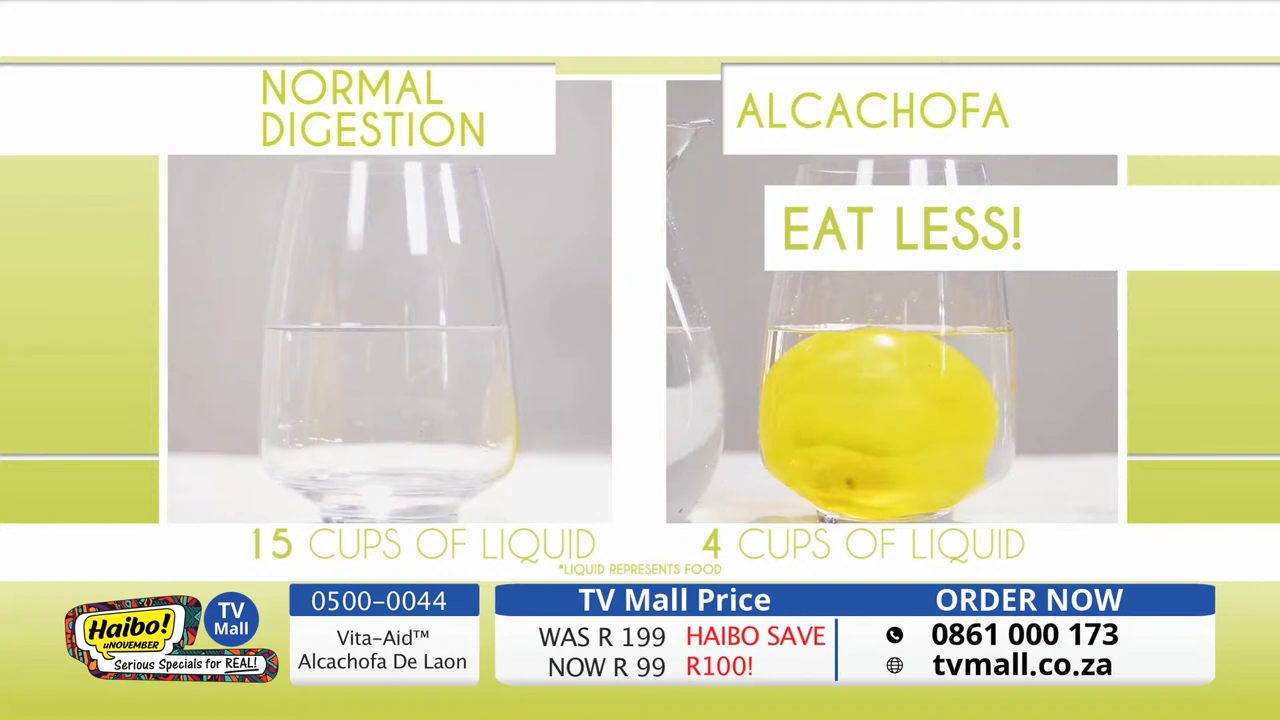 NORMAL
DIGESTION
ALCACHOFA
EAT LESS!
15 CUPS OF LIQUID
4 CUPS OF LIQUID
*LIQUID REPRESENTS FOOD
Haibo!
uNOVEMBER
Serious Specials for REAL!
TV
Mall
0500-0044
Vita-Aid™
Alcachofa De Laon
TV Mall Price
WAS R 199
NOW R 99
HAIBO SAVE
R100!
ORDER NOW
0861 000 173
tvmall.co.za